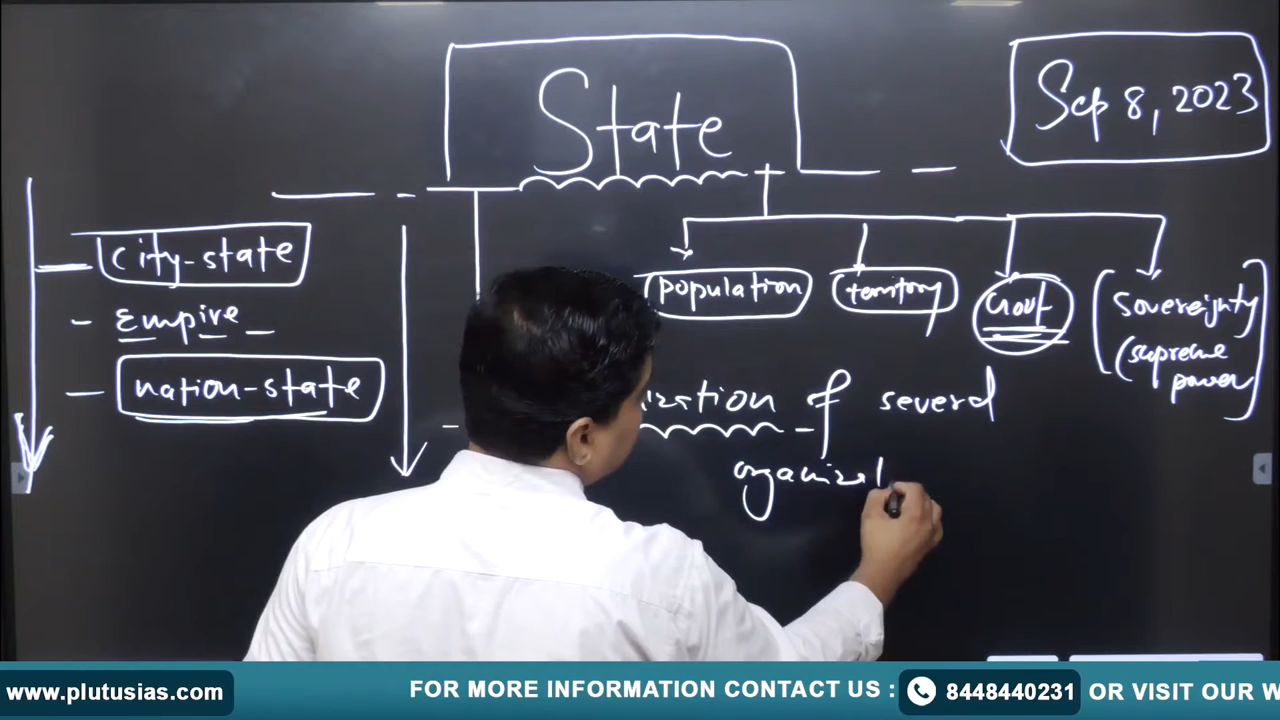 State
Sep 8, 2023
City-state
Empire
nation-state
population
territory
Govt
Sovereignty
(supreme
power
ization of several
organizat
www.plutusias.com
FOR MORE INFORMATION CONTACT US :
8448440231
OR VISIT OUR W